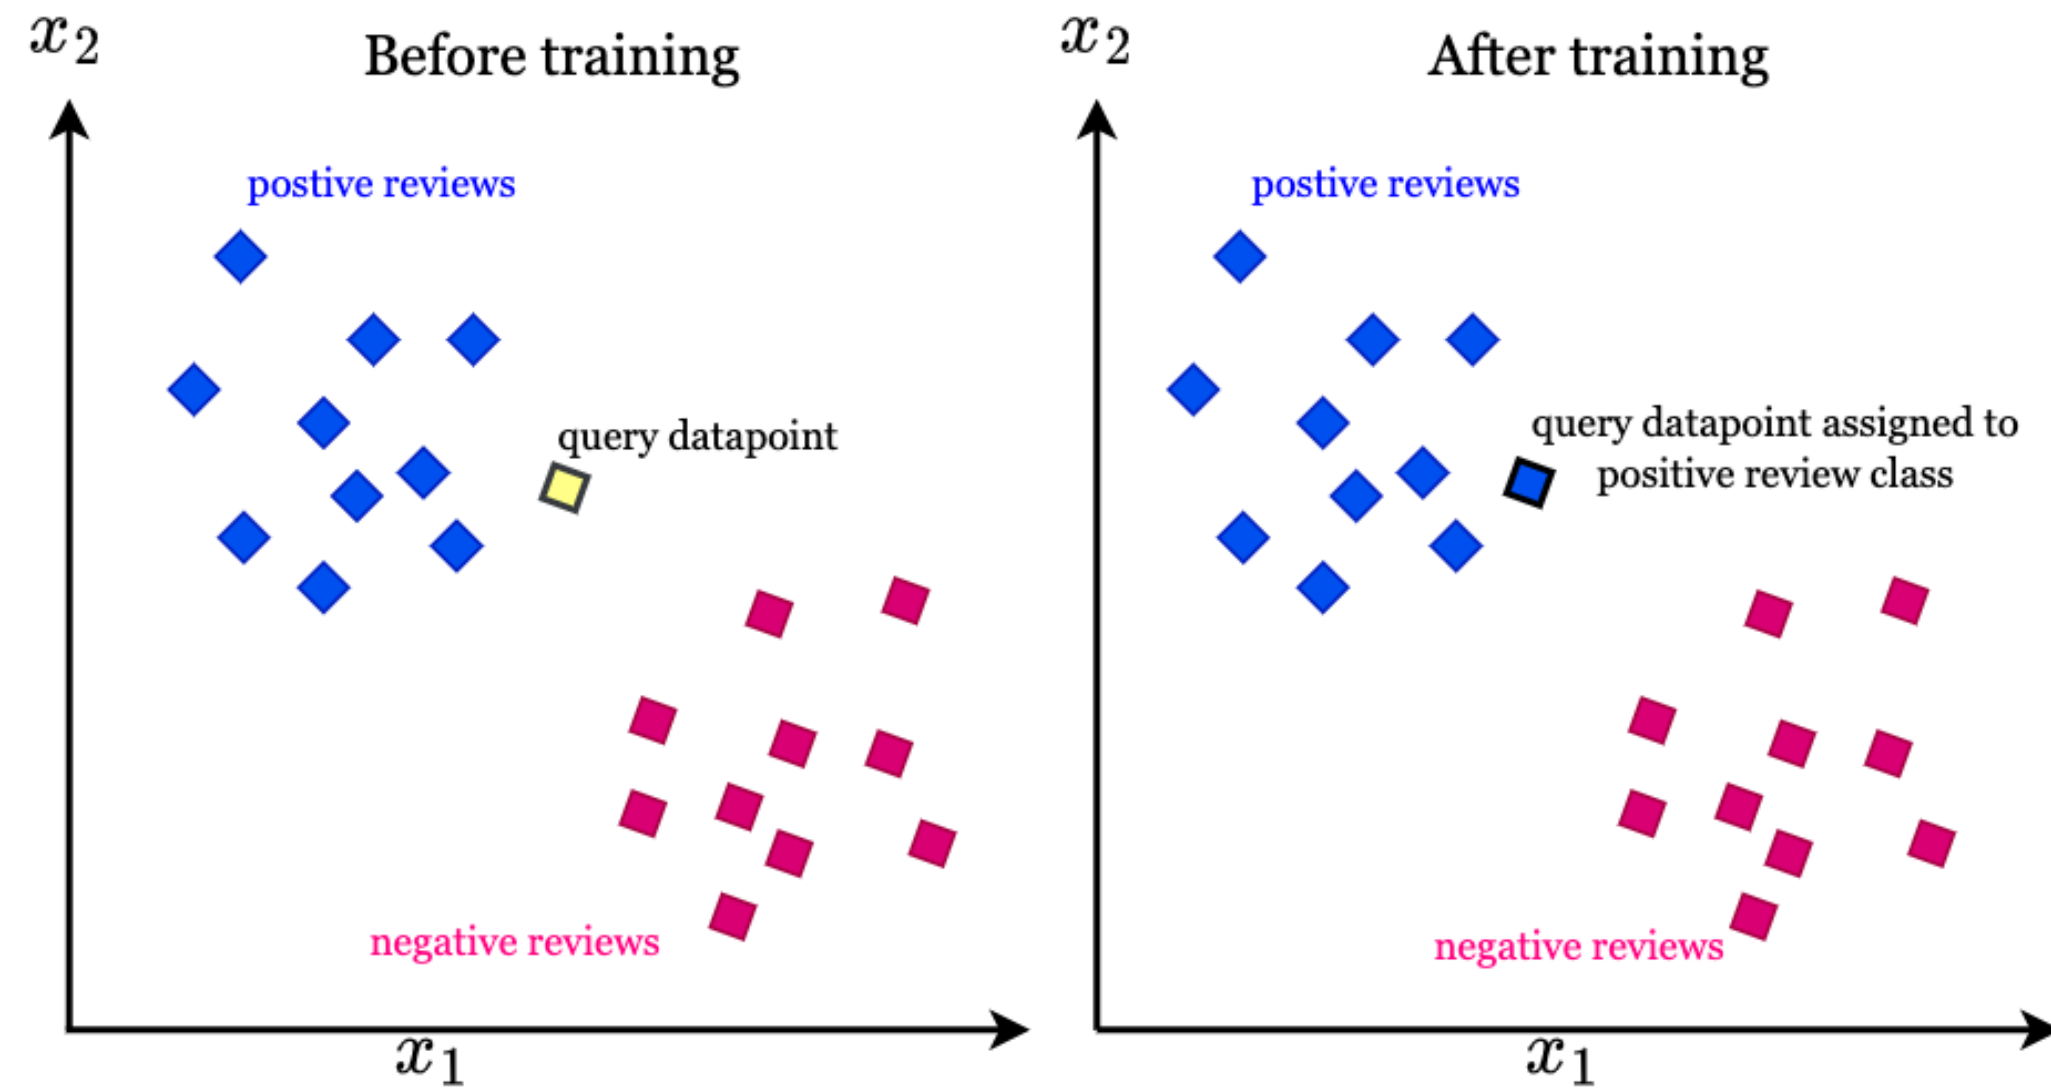 x2
Before training
postive reviews
query datapoint
negative reviews
x1
x2
After training
postive reviews
query datapoint assigned to
positive review class
negative reviews
x1